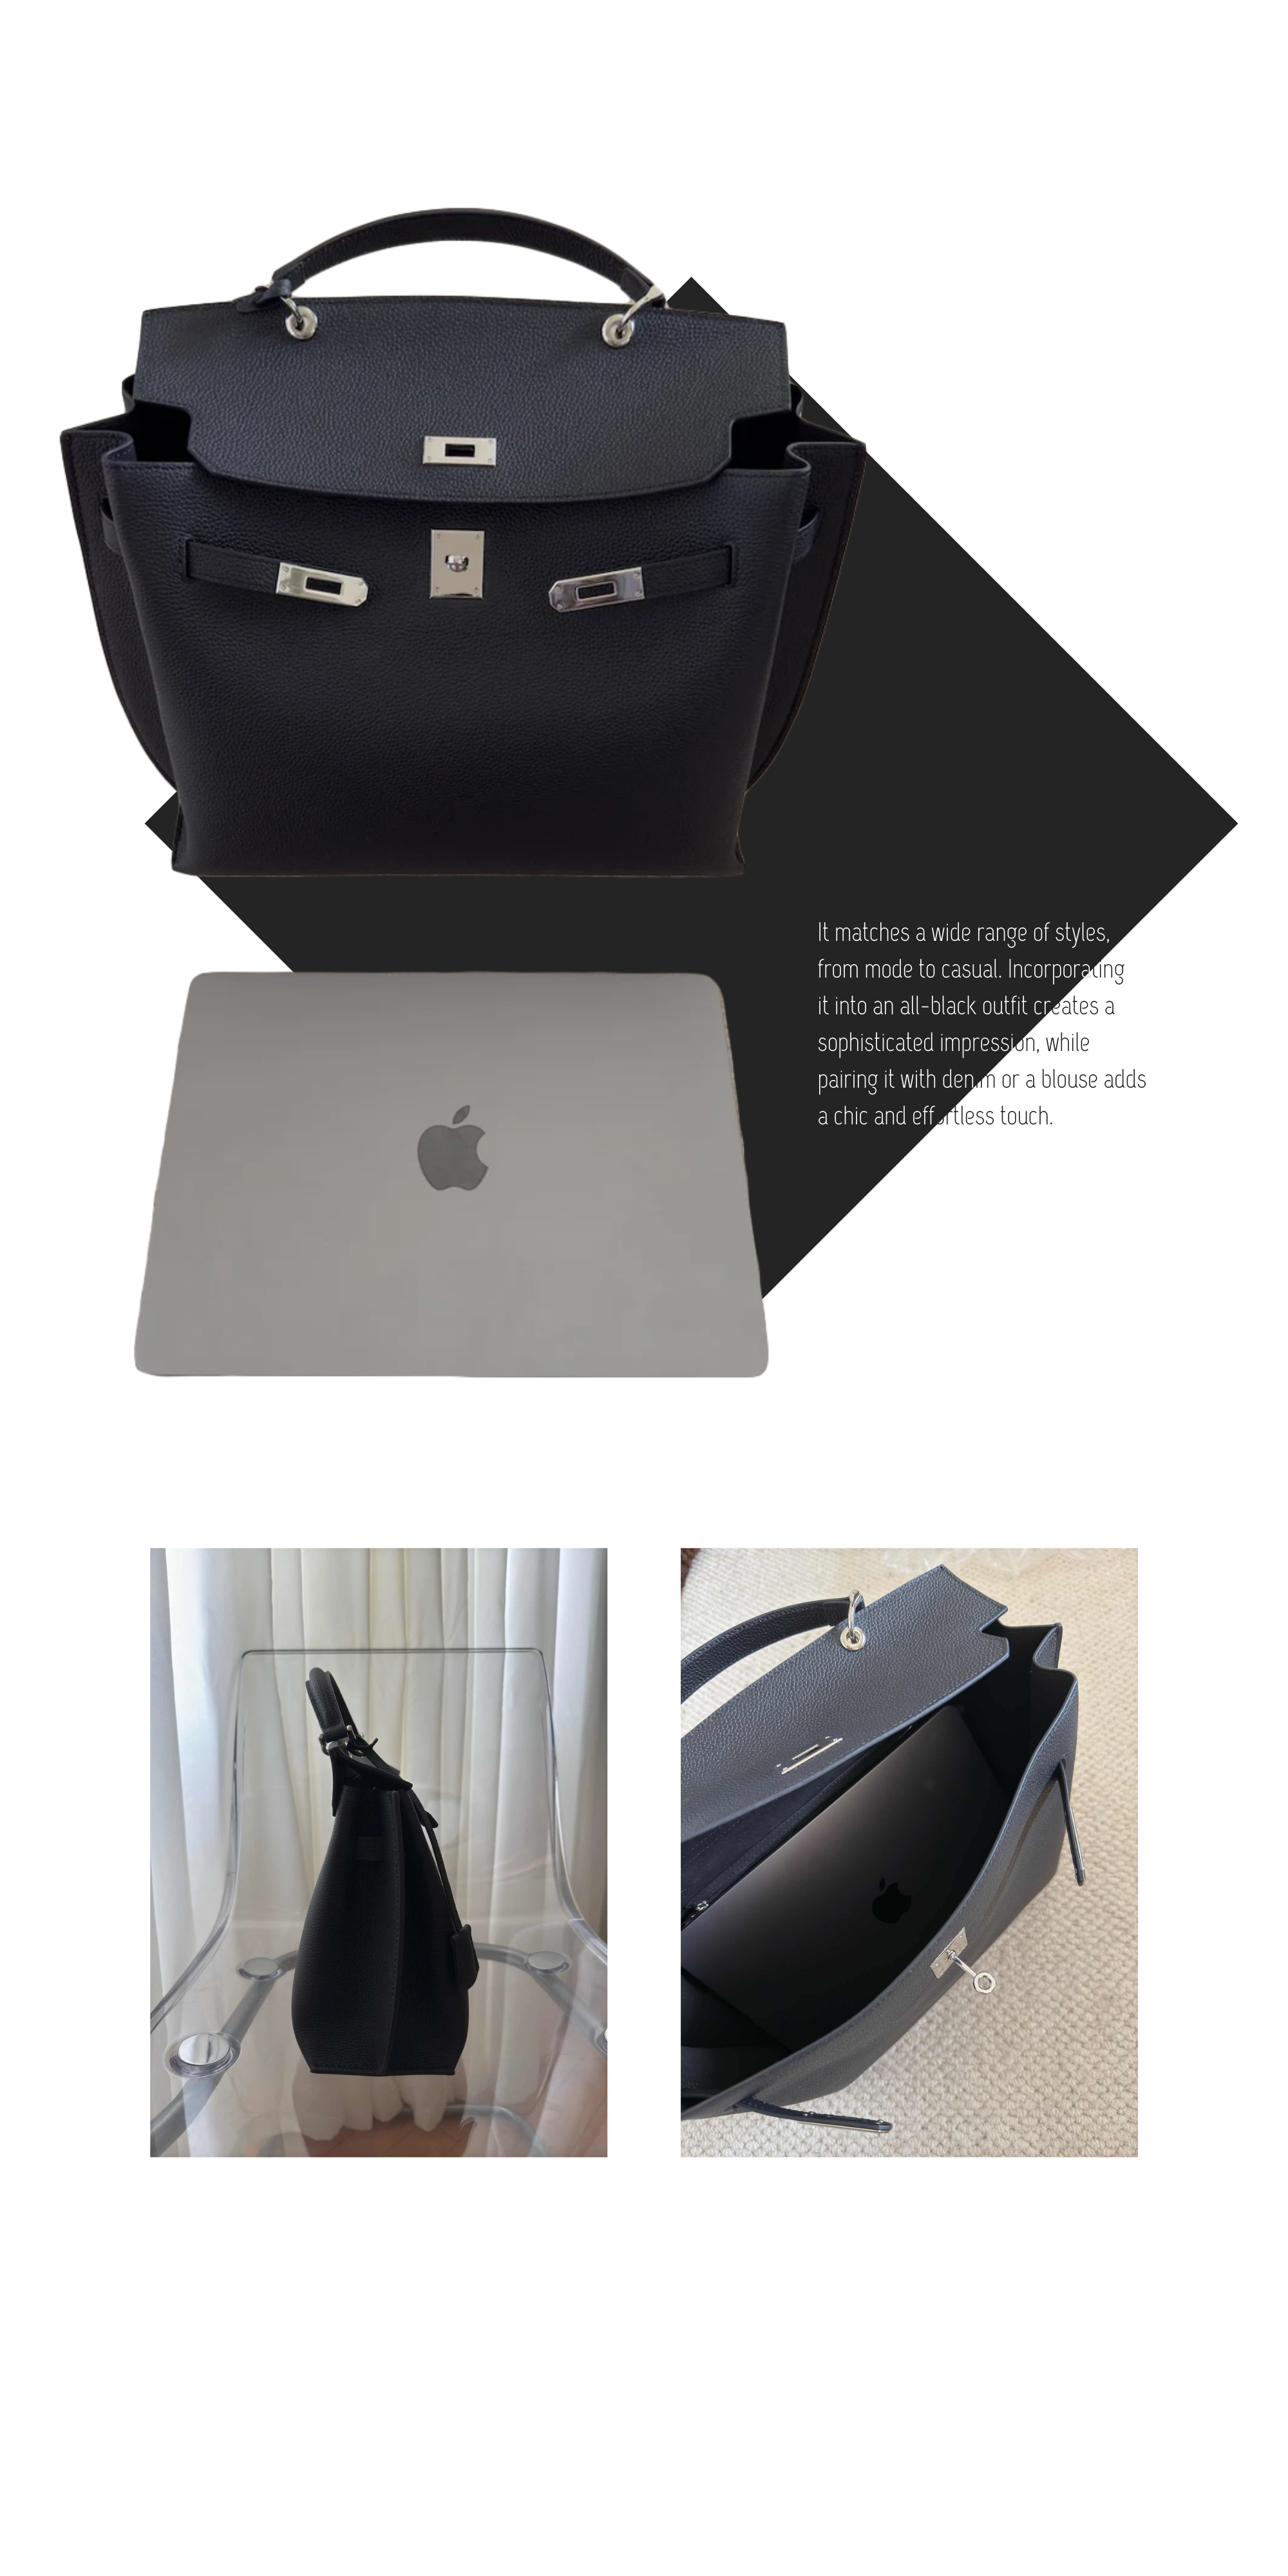 It matches a wide range of styles,
from mode to casual. Incorporating
it into an all-black outfit creates a
sophisticated impression, while
pairing it with denim or a blouse adds
a chic and effortless touch.